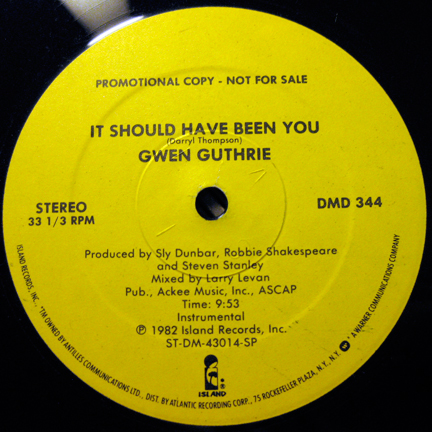 PROMOTIONAL COPY - NOT FOR SALE
IT SHOULD HAVE BEEN YOU
(Darryl Thompson)
GWEN GUTHRIE
STEREO
33 1/3 RPM
DMD 344
Produced by Sly Dunbar, Robbie Shakespeare
and Steven Stanley
Mixed by Larry Levan
Pub., Ackee Music, Inc., ASCAP
Time: 9:53
Instrumental
℗ 1982 Island Records, Inc.
ST-DM-43014-SP
ISLAND
ISLAND RECORDS, INC., *TM OWNED BY ANTILLES COMMUNICATIONS LTD., DIST. BY ATLANTIC RECORDING CORP., 75 ROCKEFELLER PLAZA, N.Y., N.Y. A WARNER COMMUNICATIONS COMPANY